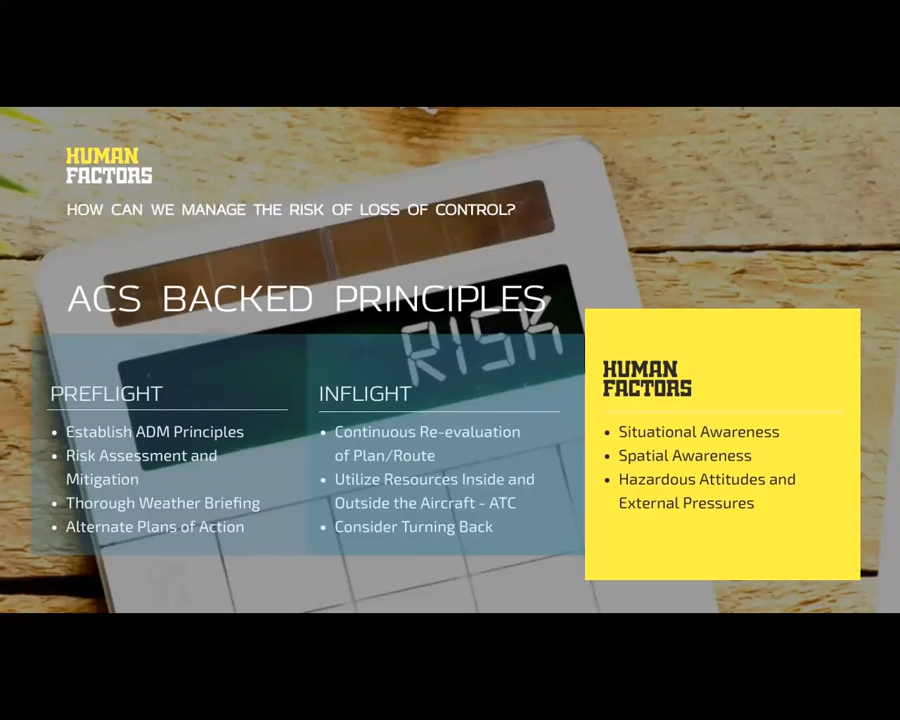 HUMAN
FACTORS
HOW CAN WE MANAGE THE RISK OF LOSS OF CONTROL?
ACS BACKED PRINCIPLES
RISK
PREFLIGHT
• Establish ADM Principles
• Risk Assessment and
Mitigation
• Thorough Weather Briefing
• Alternate Plans of Action
INFLIGHT
• Continuous Re-evaluation
of Plan/Route
• Utilize Resources Inside and
Outside the Aircraft - ATC
• Consider Turning Back
HUMAN
FACTORS
• Situational Awareness
• Spatial Awareness
• Hazardous Attitudes and
External Pressures